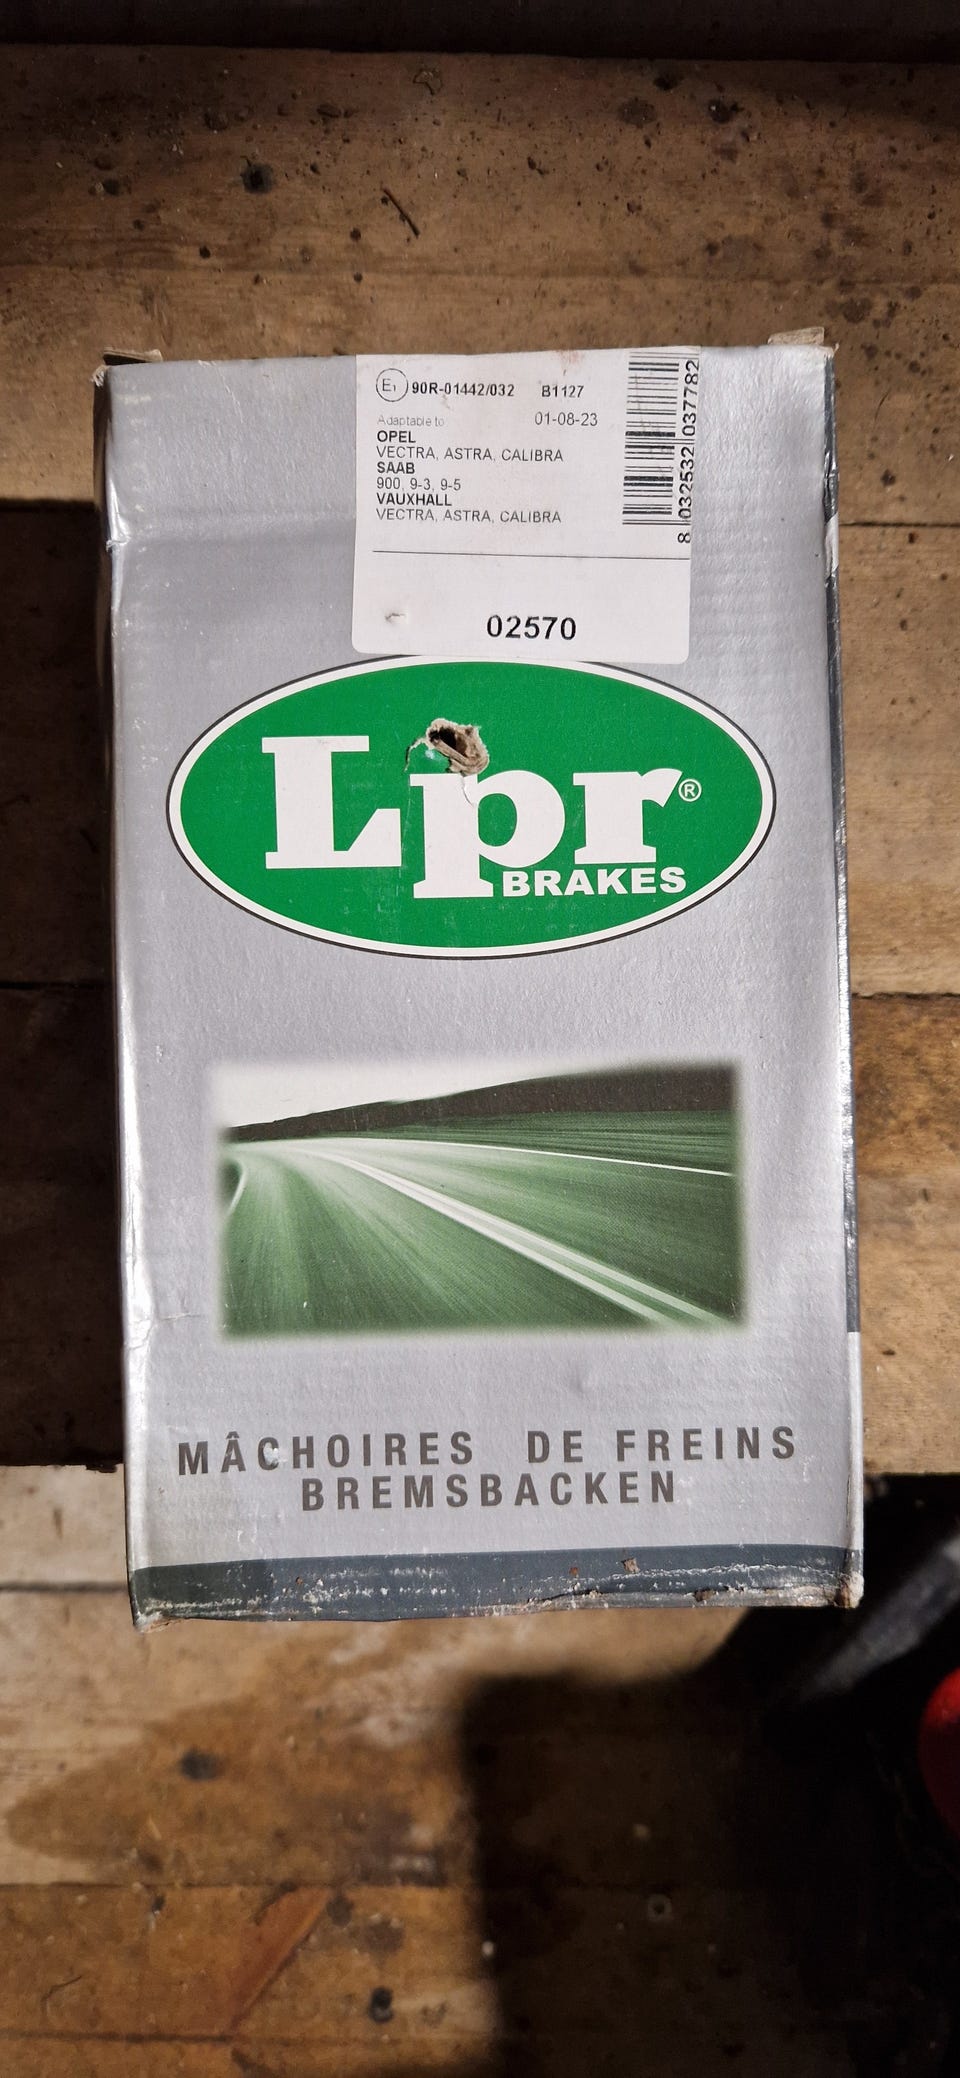 E1 90R-01442/032 B1127
Adaptable to 01-08-23
OPEL
VECTRA, ASTRA, CALIBRA
SAAB
900, 9-3, 9-5
VAUXHALL
VECTRA, ASTRA, CALIBRA
8 032532 037782
02570
Lpr®
BRAKES
MÂCHOIRES DE FREINS
BREMSBACKEN